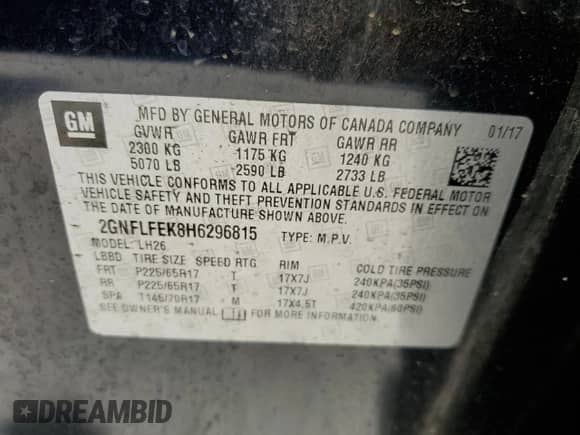 GM
MFD BY GENERAL MOTORS OF CANADA COMPANY 01/17
GVWR GAWR FRT GAWR RR
2300 KG 1175 KG 1240 KG
5070 LB 2590 LB 2733 LB
THIS VEHICLE CONFORMS TO ALL APPLICABLE U.S. FEDERAL MOTOR
VEHICLE SAFETY AND THEFT PREVENTION STANDARDS IN EFFECT ON
THE DATE OF MANUFACTURE SHOWN ABOVE.
2GNFLFEK8H6296815 TYPE: M.P.V.
MODEL: LH26
LBBD TIRE SIZE SPEED RTG RIM COLD TIRE PRESSURE
FRT P225/65R17 T 17X7J 240KPA(35PSI)
RR P225/65R17 T 17X7J 240KPA(35PSI)
SPA T145/70R17 M 17X4.5T 420KPA(60PSI)
SEE OWNER'S MANUAL FOR MORE INFORMATION.
DREAMBID